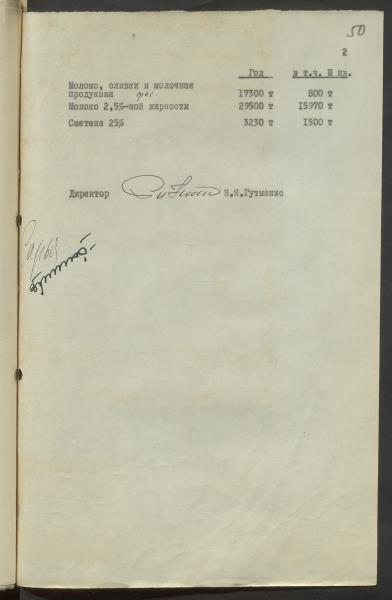 50
2
Год в т.ч. Ш кв.
Молоко, сливки и молочная
продукция
17300 т 800 т
Молоко 2,5%-ной жирности 29500 т 15970 т
Сметана 25% 3230 т 1500 т
Директор Я.Я.Гутманис